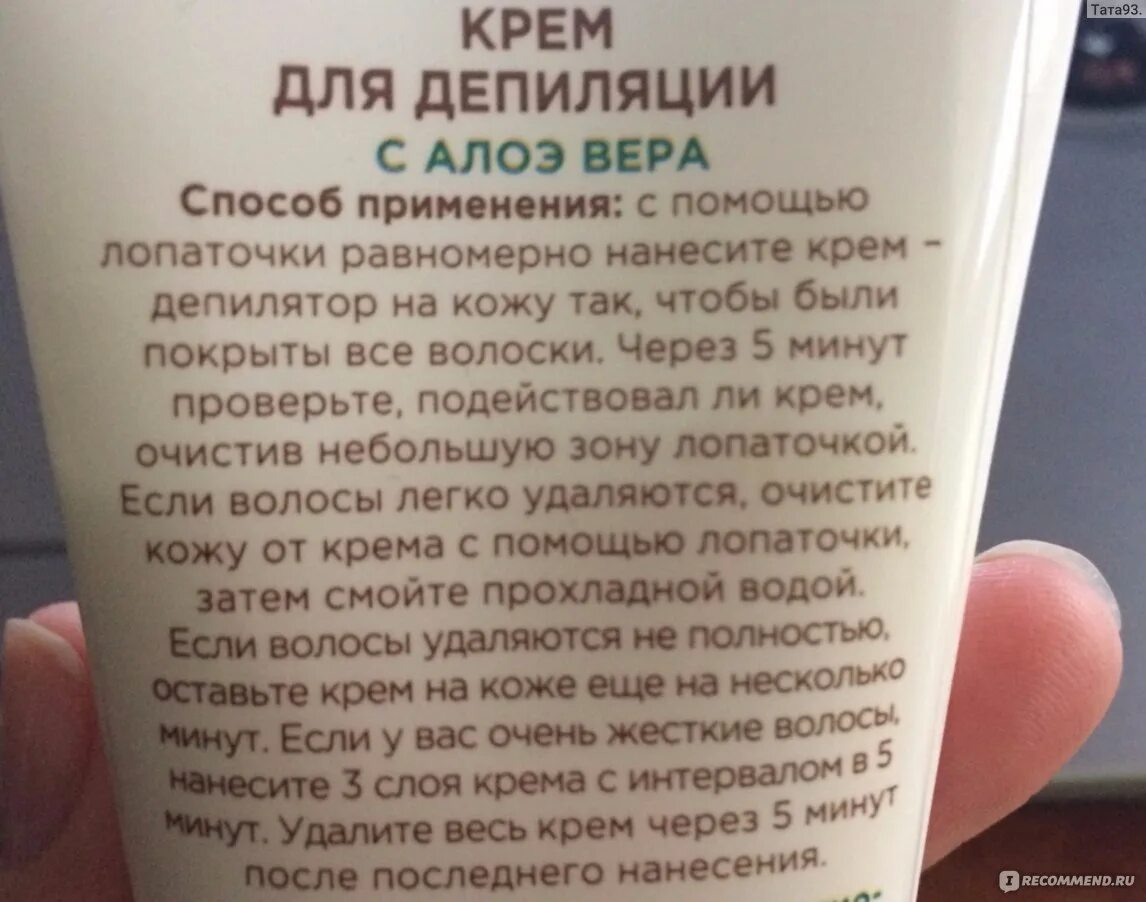 Тата93.
КРЕМ
ДЛЯ ДЕПИЛЯЦИИ
С АЛОЭ ВЕРА
Способ применения: с помощью
лопаточки равномерно нанесите крем –
депилятор на кожу так, чтобы были
покрыты все волоски. Через 5 минут
проверьте, подействовал ли крем,
очистив небольшую зону лопаточкой.
Если волосы легко удаляются, очистите
кожу от крема с помощью лопаточки,
затем смойте прохладной водой.
Если волосы удаляются не полностью,
оставьте крем на коже еще на несколько
минут. Если у вас очень жесткие волосы,
нанесите 3 слоя крема с интервалом в 5
минут. Удалите весь крем через 5 минут
после последнего нанесения.
I RECOMMEND.RU